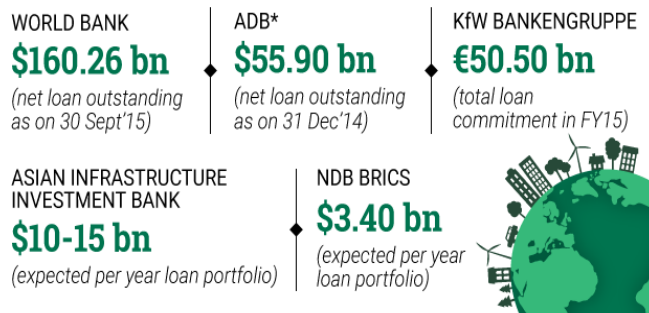 WORLD BANK
$160.26 bn
(net loan outstanding
as on 30 Sept'15)
ADB*
$55.90 bn
(net loan outstanding
as on 31 Dec'14)
KfW BANKENGRUPPE
€50.50 bn
(total loan
commitment in FY15)
ASIAN INFRASTRUCTURE
INVESTMENT BANK
$10-15 bn
(expected per year loan portfolio)
NDB BRICS
$3.40 bn
(expected per year
loan portfolio)